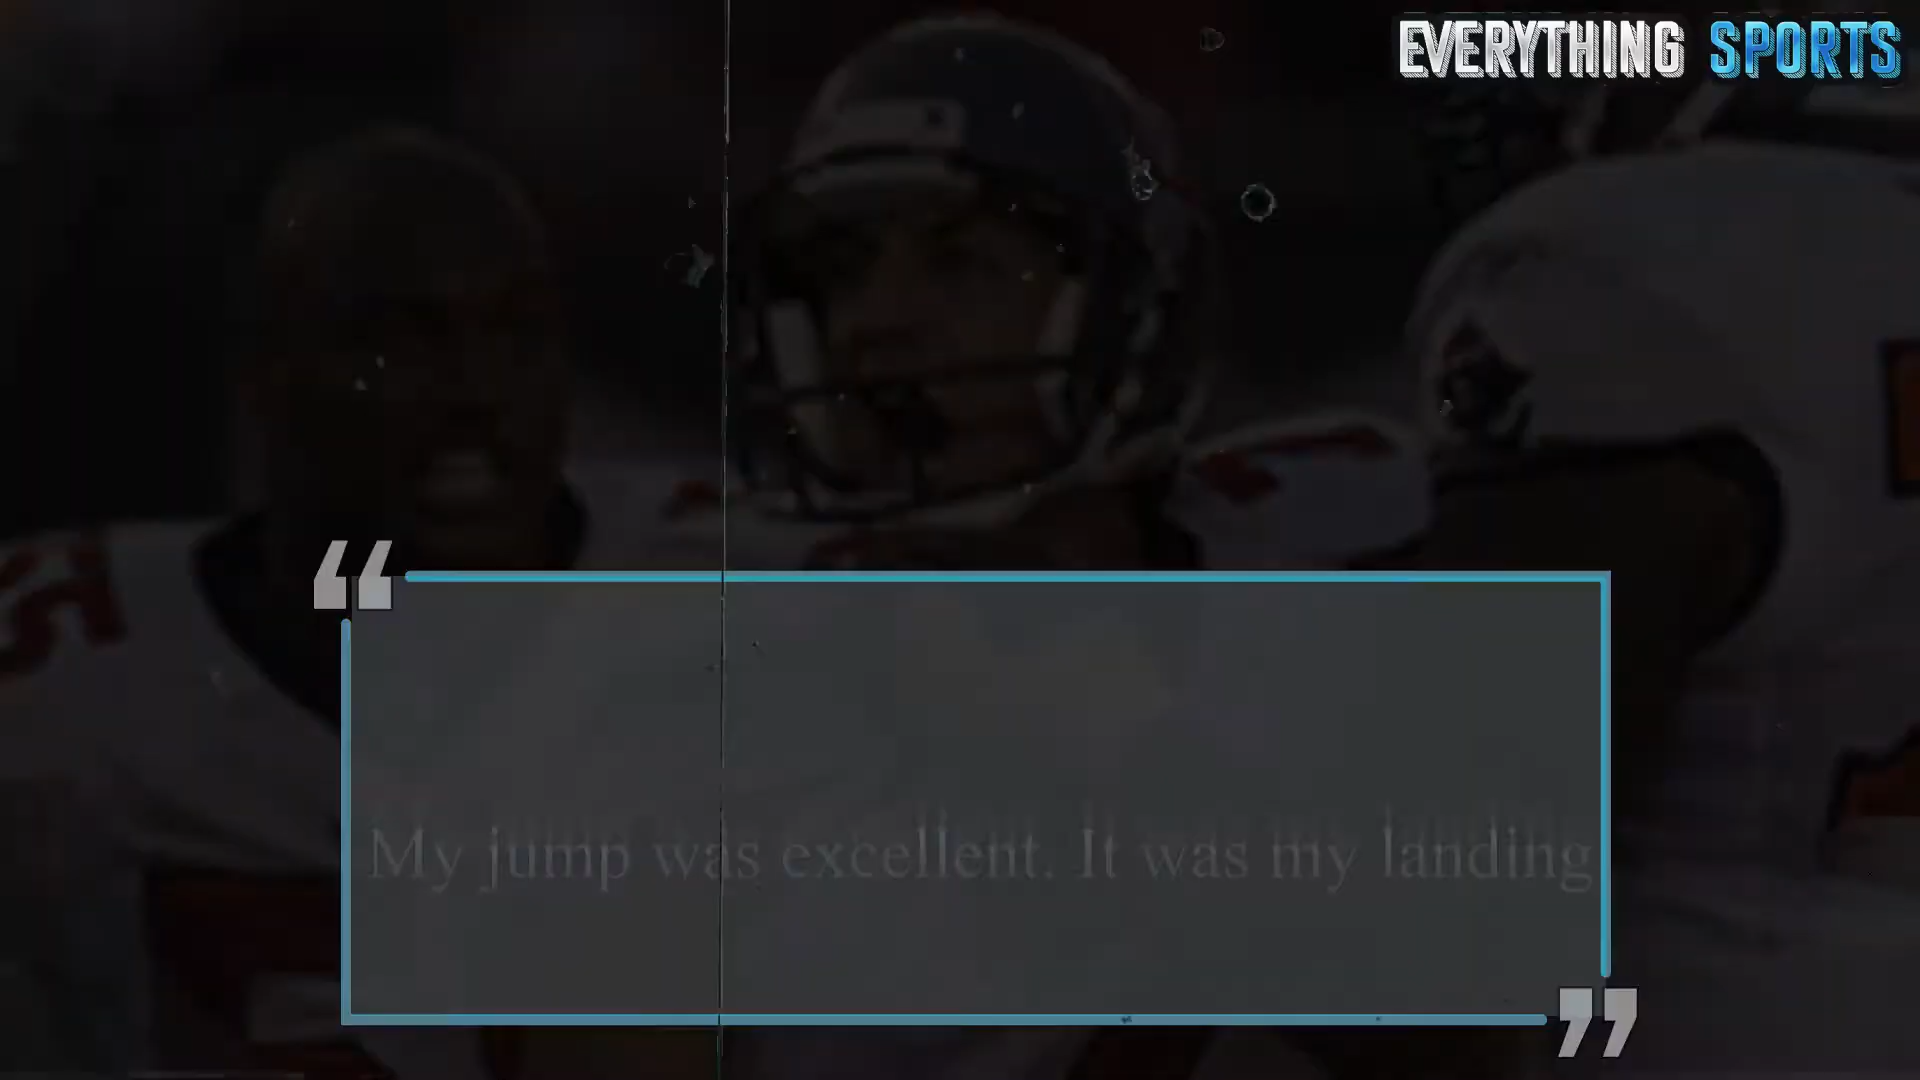 EVERYTHING SPORTS
“
My jump was excellent. It was my landing
”